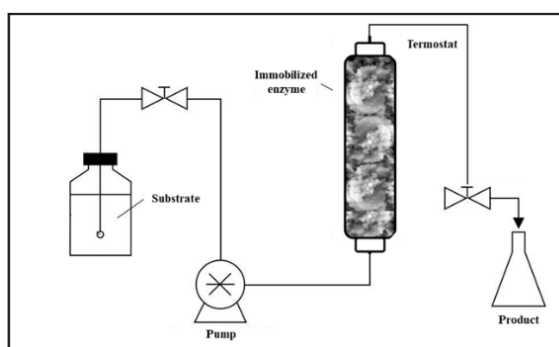 Termostat
Immobilized
enzyme
Substrate
Pump
Product